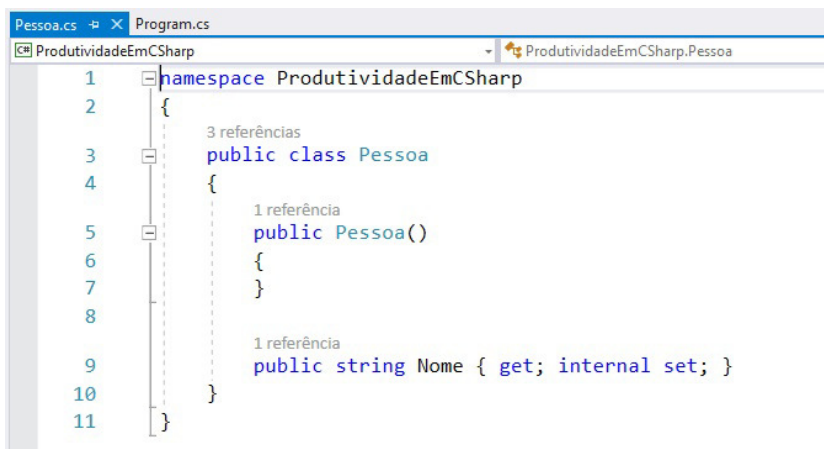 Pessoa.cs Program.cs
C# ProdutividadeEmCSharp ProdutividadeEmCSharp.Pessoa
1 namespace ProdutividadeEmCSharp
2 {
3 referências
3 public class Pessoa
4 {
1 referência
5 public Pessoa()
6 {
7 }
8
1 referência
9 public string Nome { get; internal set; }
10 }
11 }